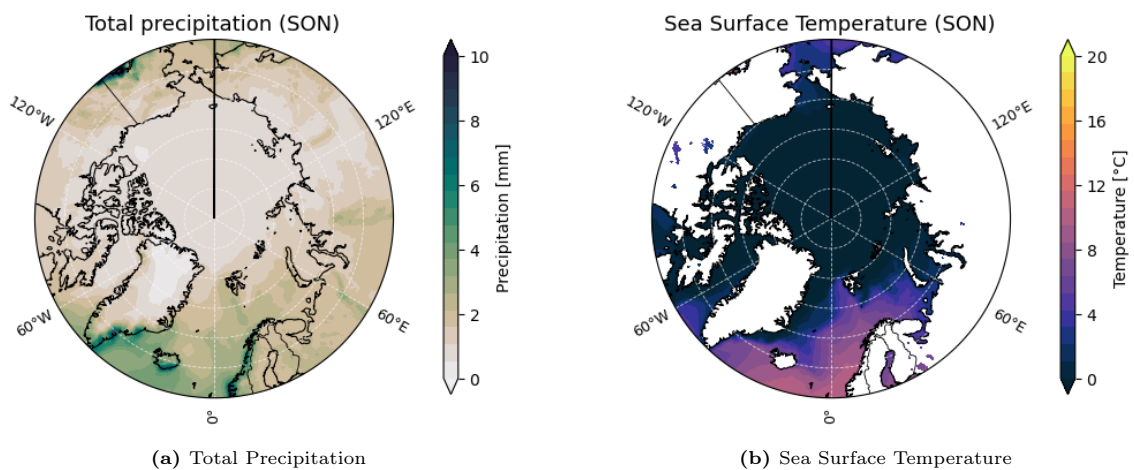 Total precipitation (SON)
120°W
120°E
60°W
60°E
0°
10
8
6
4
2
0
Precipitation [mm]
(a) Total Precipitation
Sea Surface Temperature (SON)
120°W
120°E
60°W
60°E
0°
20
16
12
8
4
0
Temperature [°C]
(b) Sea Surface Temperature